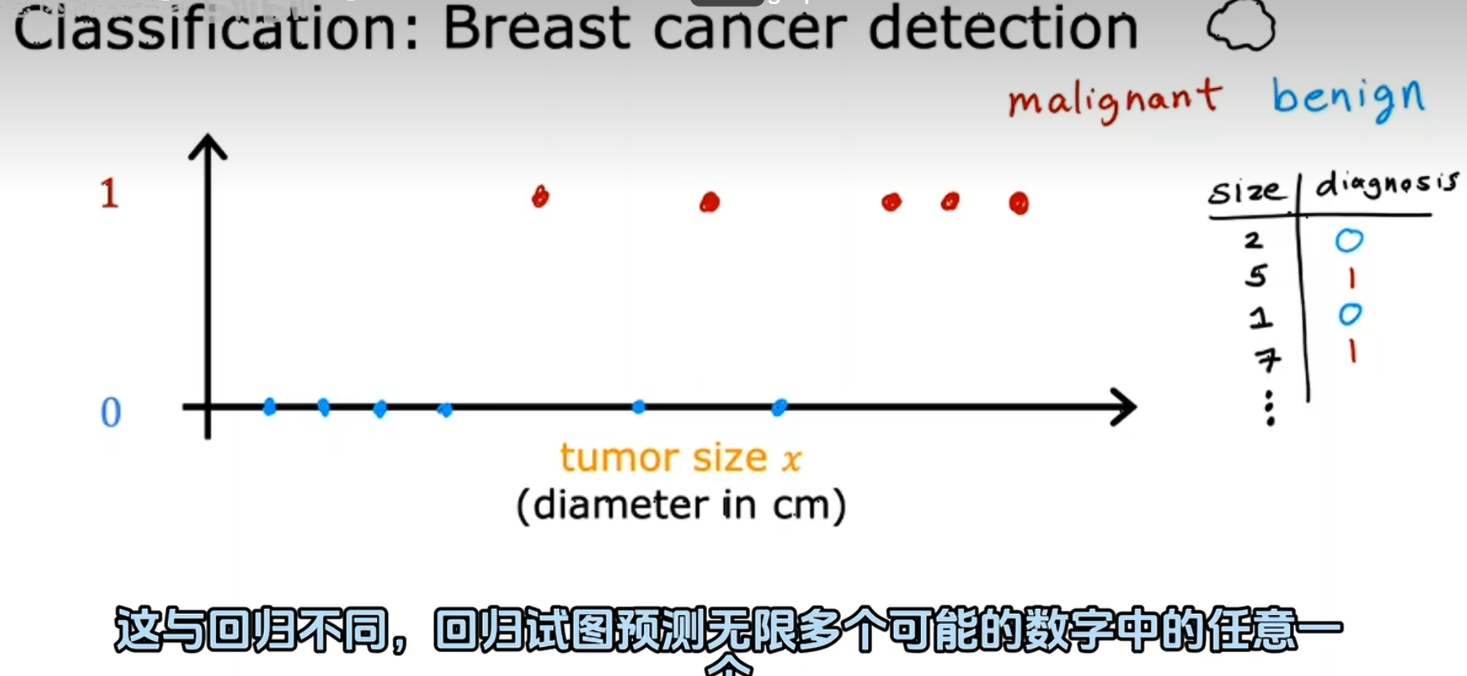 Classification: Breast cancer detection
malignant benign
size diagnosis
2 0
5 1
1 0
7 1
1
0
tumor size x
(diameter in cm)
这与回归不同，回归试图预测无限多个可能的数字中的任意一
个